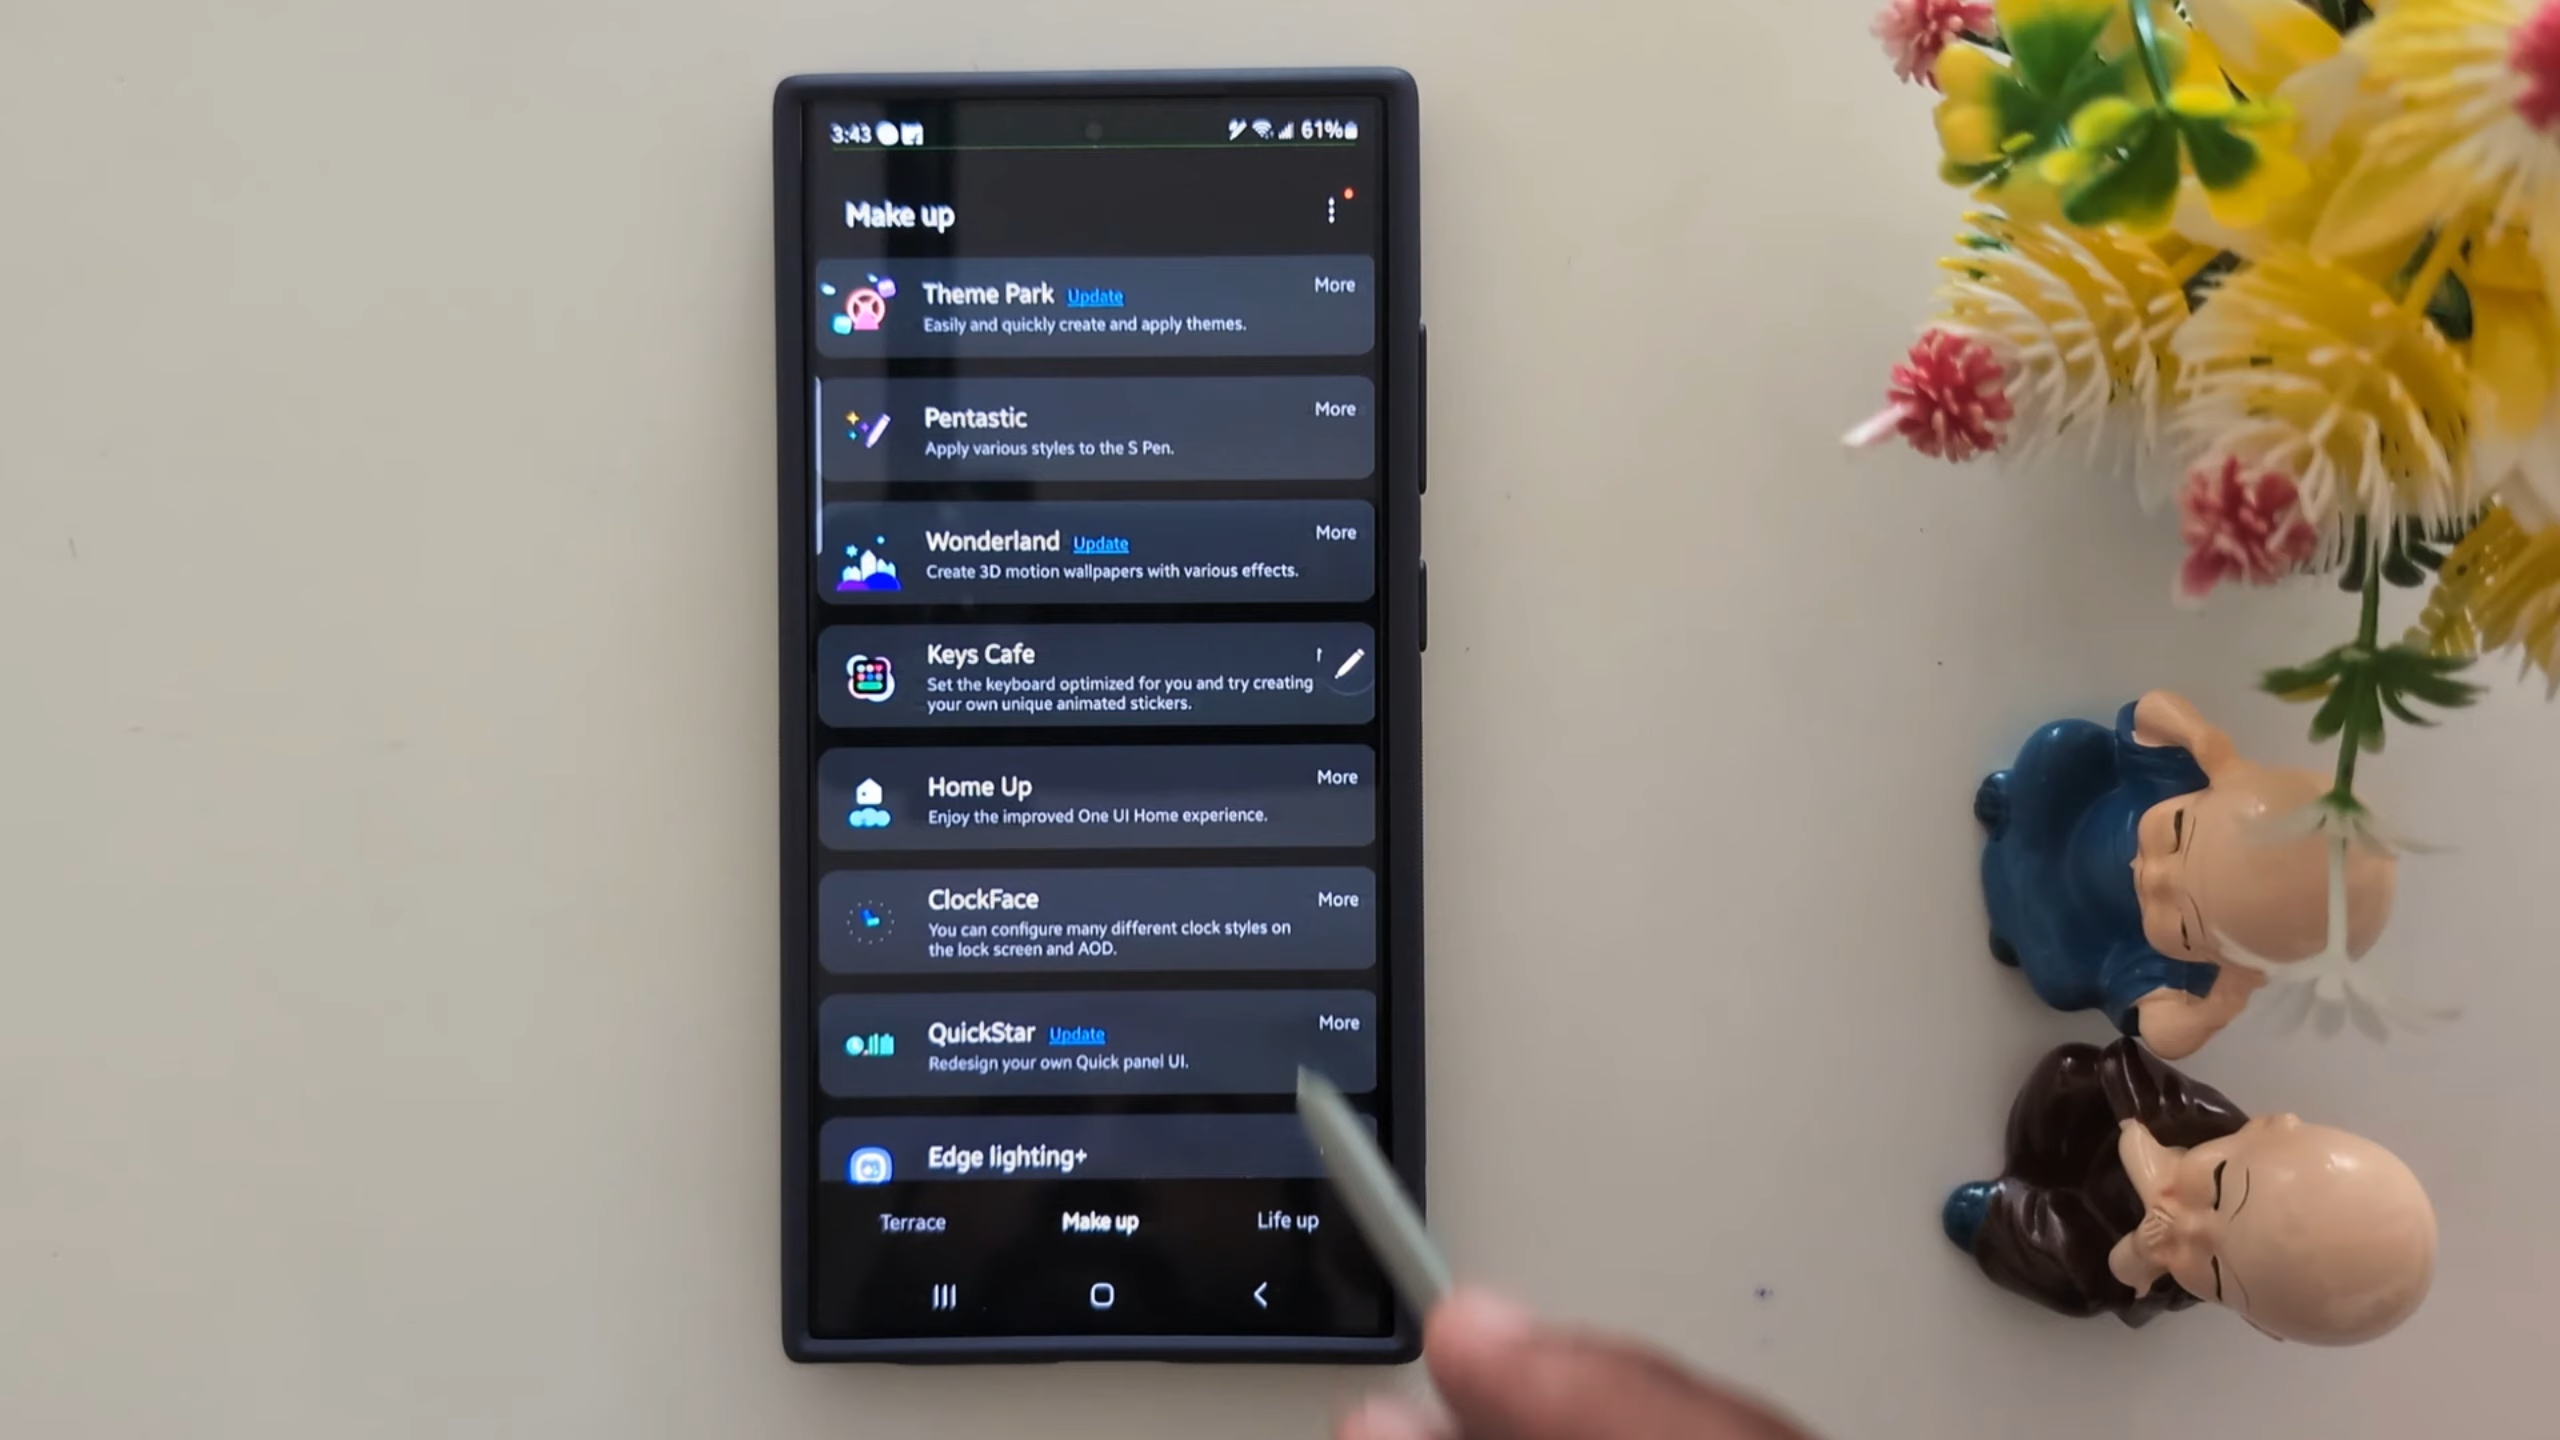 3:43
61%
Make up
Theme Park Update
More
Easily and quickly create and apply themes.
Pentastic
More
Apply various styles to the S Pen.
Wonderland Update
More
Create 3D motion wallpapers with various effects.
Keys Cafe
Set the keyboard optimized for you and try creating
your own unique animated stickers.
Home Up
More
Enjoy the improved One UI Home experience.
ClockFace
More
You can configure many different clock styles on
the lock screen and AOD.
QuickStar Update
More
Redesign your own Quick panel UI.
Edge lighting+
Terrace
Make up
Life up